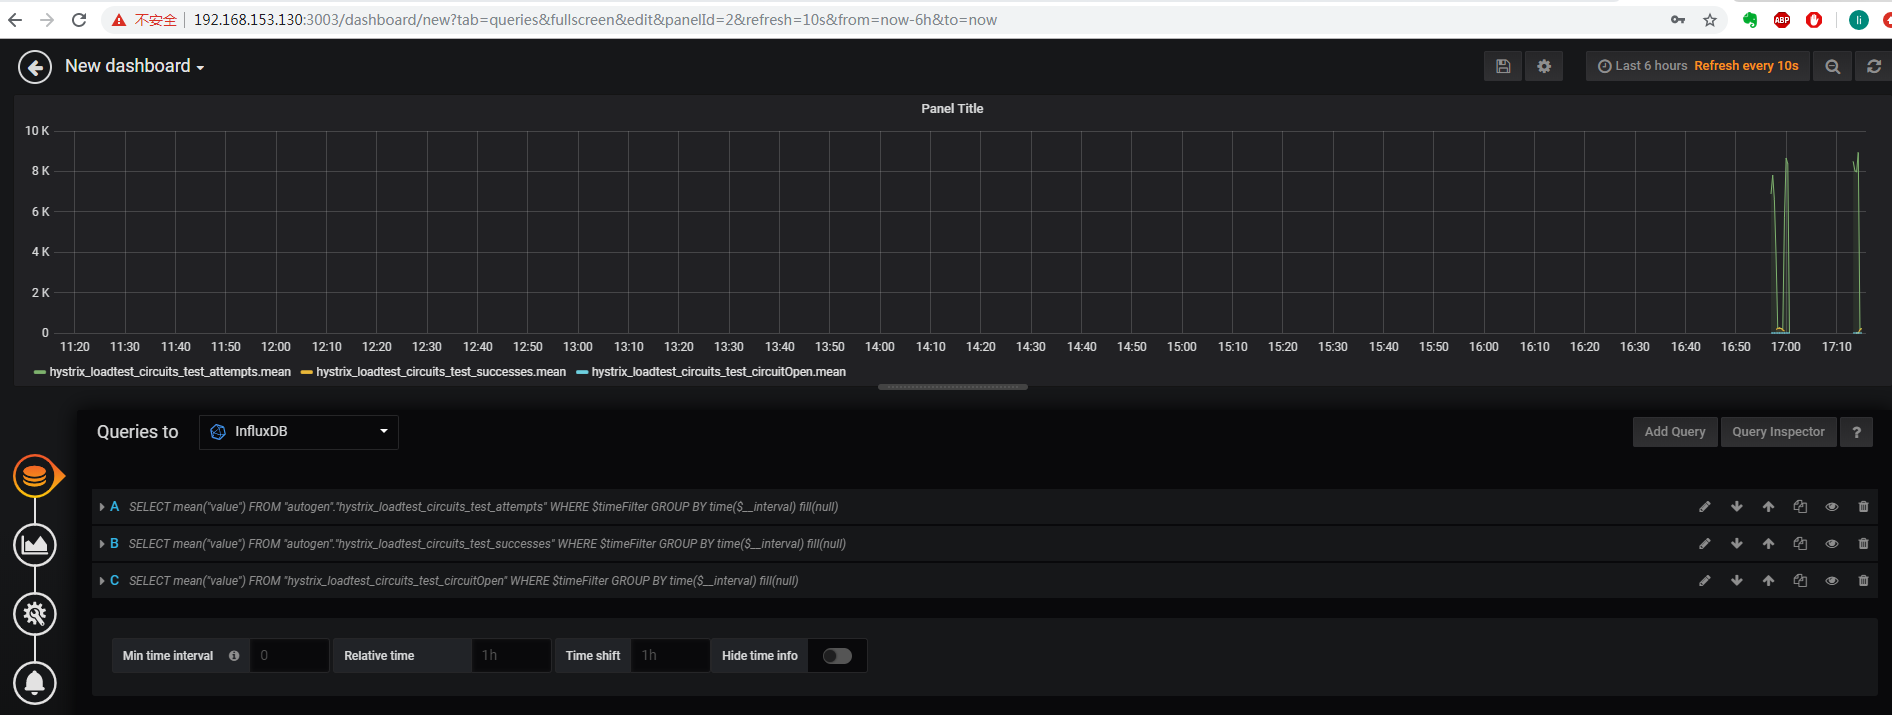 不安全 192.168.153.130:3003/dashboard/new?tab=queries&fullscreen&edit&panelId=2&refresh=10s&from=now-6h&to=now
ABP
li
New dashboard
Last 6 hours Refresh every 10s
Panel Title
10 K
8 K
6 K
4 K
2 K
0
11:20 11:30 11:40 11:50 12:00 12:10 12:20 12:30 12:40 12:50 13:00 13:10 13:20 13:30 13:40 13:50 14:00 14:10 14:20 14:30 14:40 14:50 15:00 15:10 15:20 15:30 15:40 15:50 16:00 16:10 16:20 16:30 16:40 16:50 17:00 17:10
hystrix_loadtest_circuits_test_attempts.mean hystrix_loadtest_circuits_test_successes.mean hystrix_loadtest_circuits_test_circuitOpen.mean
Queries to InfluxDB Add Query Query Inspector ?
A SELECT mean("value") FROM "autogen"."hystrix_loadtest_circuits_test_attempts" WHERE $timeFilter GROUP BY time($__interval) fill(null)
B SELECT mean("value") FROM "autogen"."hystrix_loadtest_circuits_test_successes" WHERE $timeFilter GROUP BY time($__interval) fill(null)
C SELECT mean("value") FROM "hystrix_loadtest_circuits_test_circuitOpen" WHERE $timeFilter GROUP BY time($__interval) fill(null)
Min time interval 0 Relative time 1h Time shift 1h Hide time info